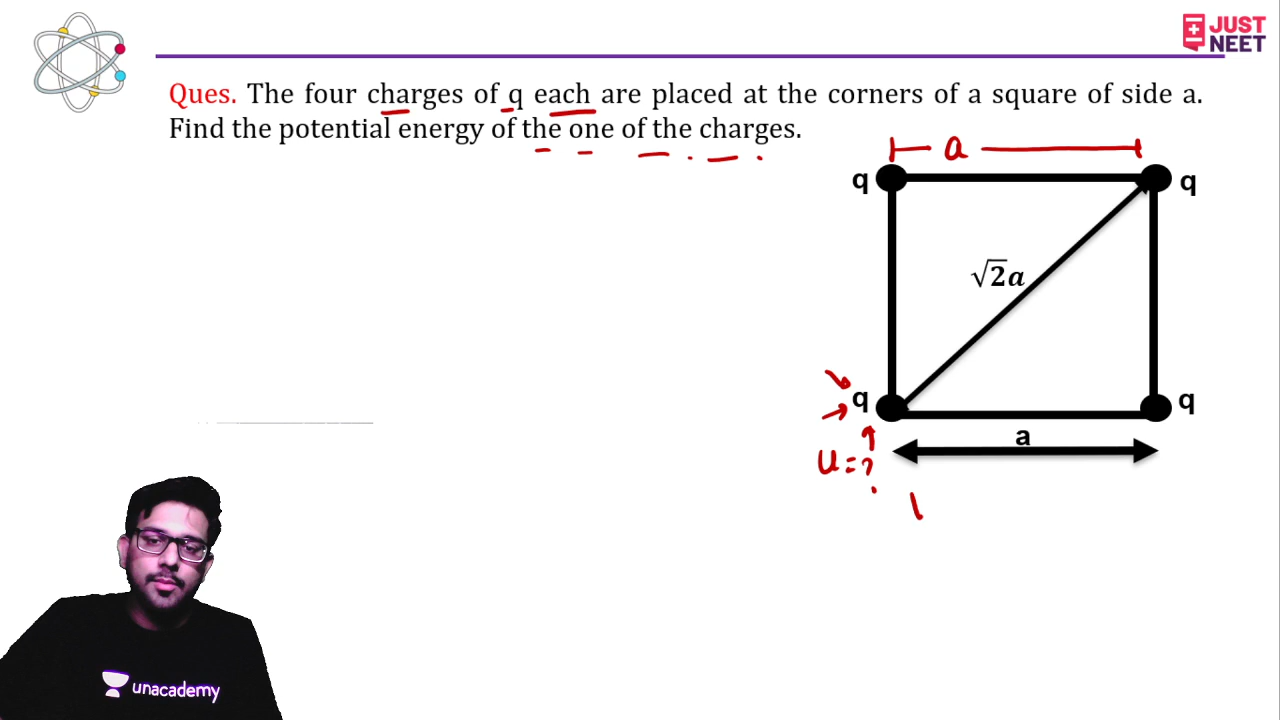 JUST
NEET
Ques. The four charges of q each are placed at the corners of a square of side a.
Find the potential energy of the one of the charges.
a
q
q
√2a
q
q
a
U=?
unacademy